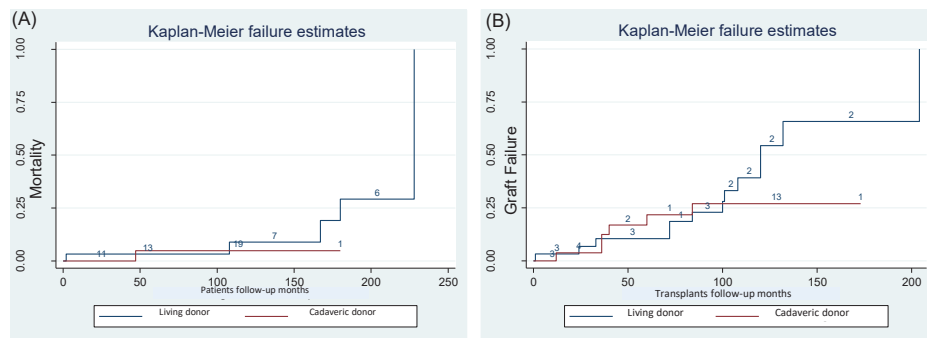 (A)
Kaplan-Meier failure estimates
Mortality
1.00
0.75
0.50
0.25
0.00
11
13
19
7
6
1
0 50 100 150 200 250
Patients follow-up months
Living donor Cadaveric donor
(B)
Kaplan-Meier failure estimates
Graft Failure
1.00
0.75
0.50
0.25
0.00
3
3
4
2
3
1
1
3
2
2
2
2
13
1
0 50 100 150 200
Transplants follow-up months
Living donor Cadaveric donor